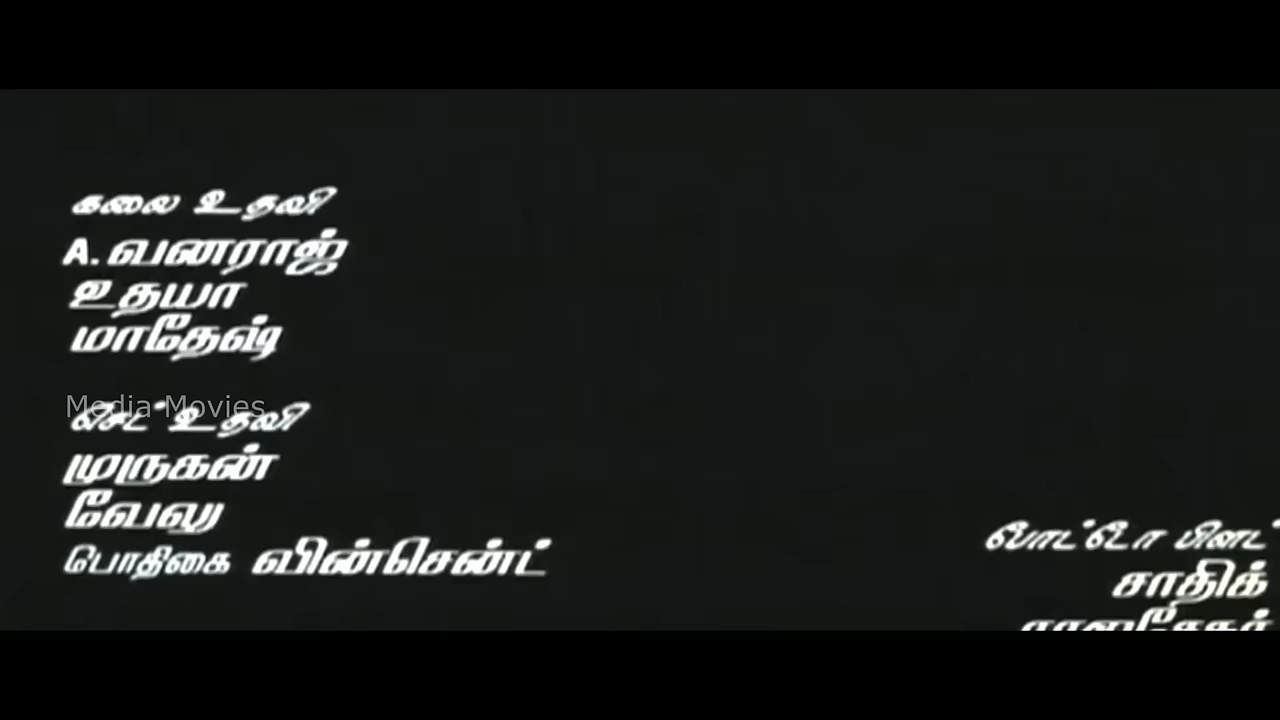 கலை உதவி
A. வனராஜ்
உதயா
மாதேஷ்
Media Movies
செட் உதவி
முருகன்
வேலு
பொதிகை வின்சென்ட்
சாதிக்